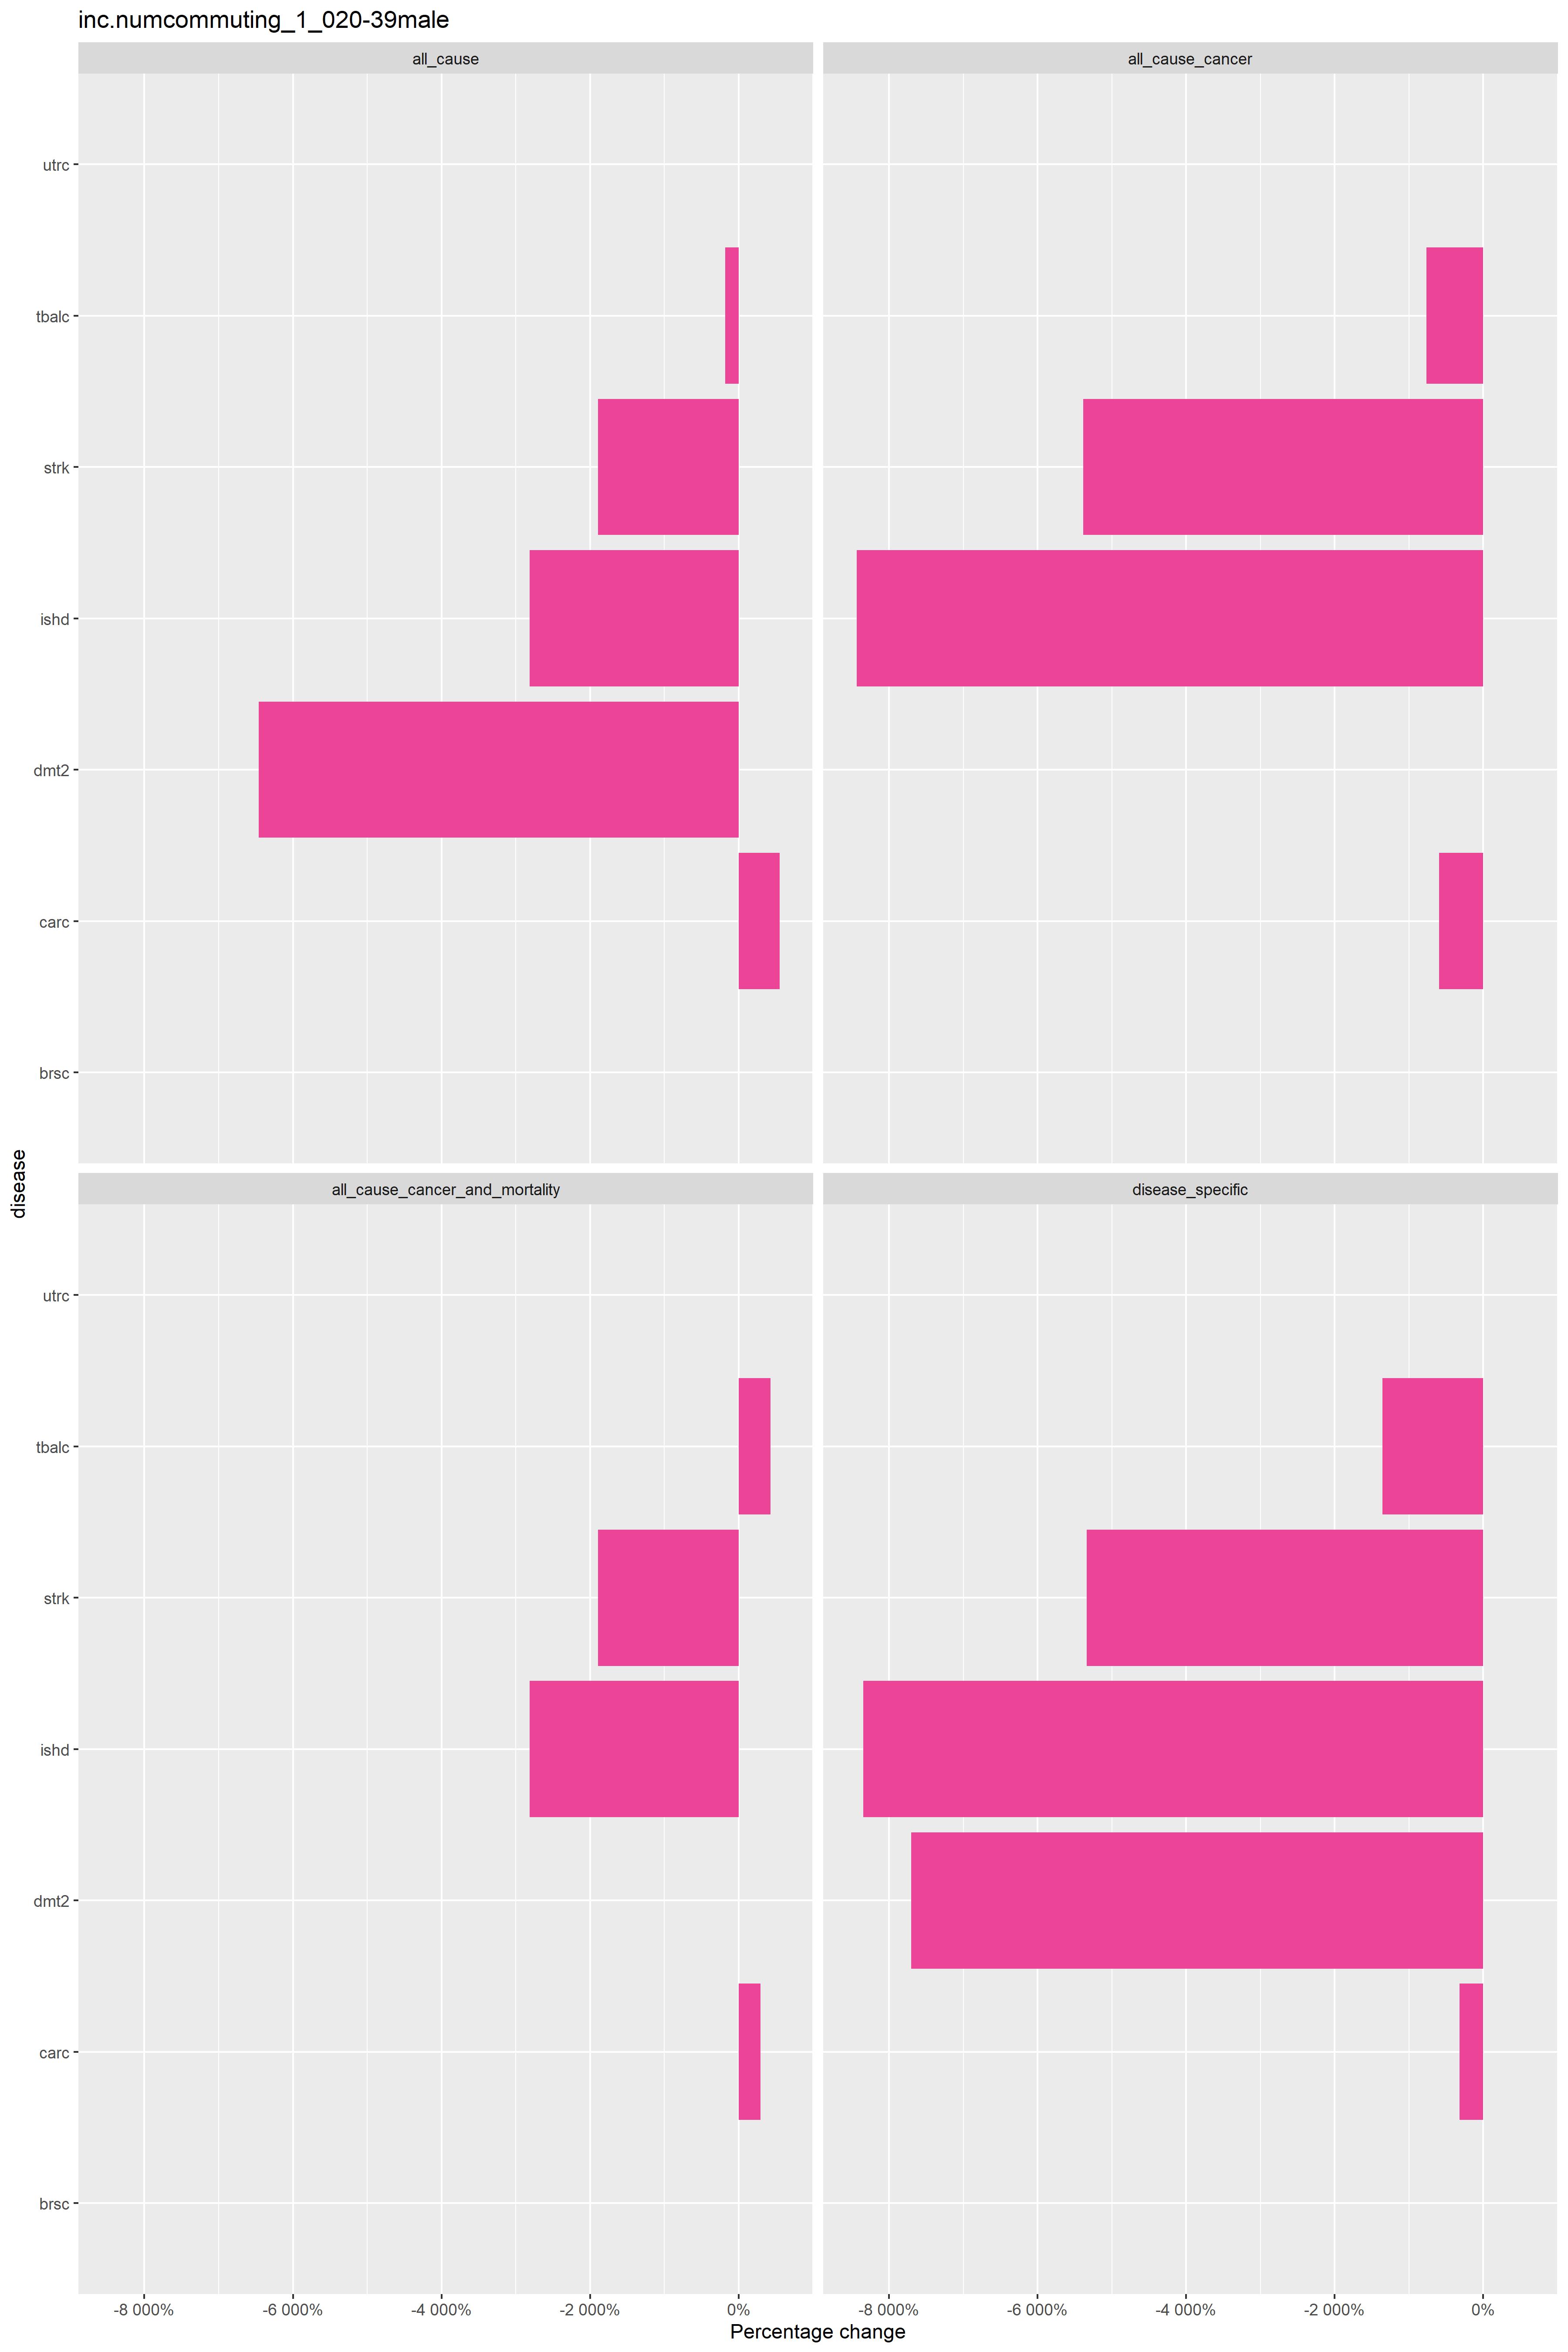 inc.numcommuting_1_020-39male
all_cause
all_cause_cancer
utrc
tbalc
strk
ishd
dmt2
carc
brsc
disease
all_cause_cancer_and_mortality
disease_specific
utrc
tbalc
strk
ishd
dmt2
carc
brsc
-8 000% -6 000% -4 000% -2 000% 0% -8 000% -6 000% -4 000% -2 000% 0%
Percentage change